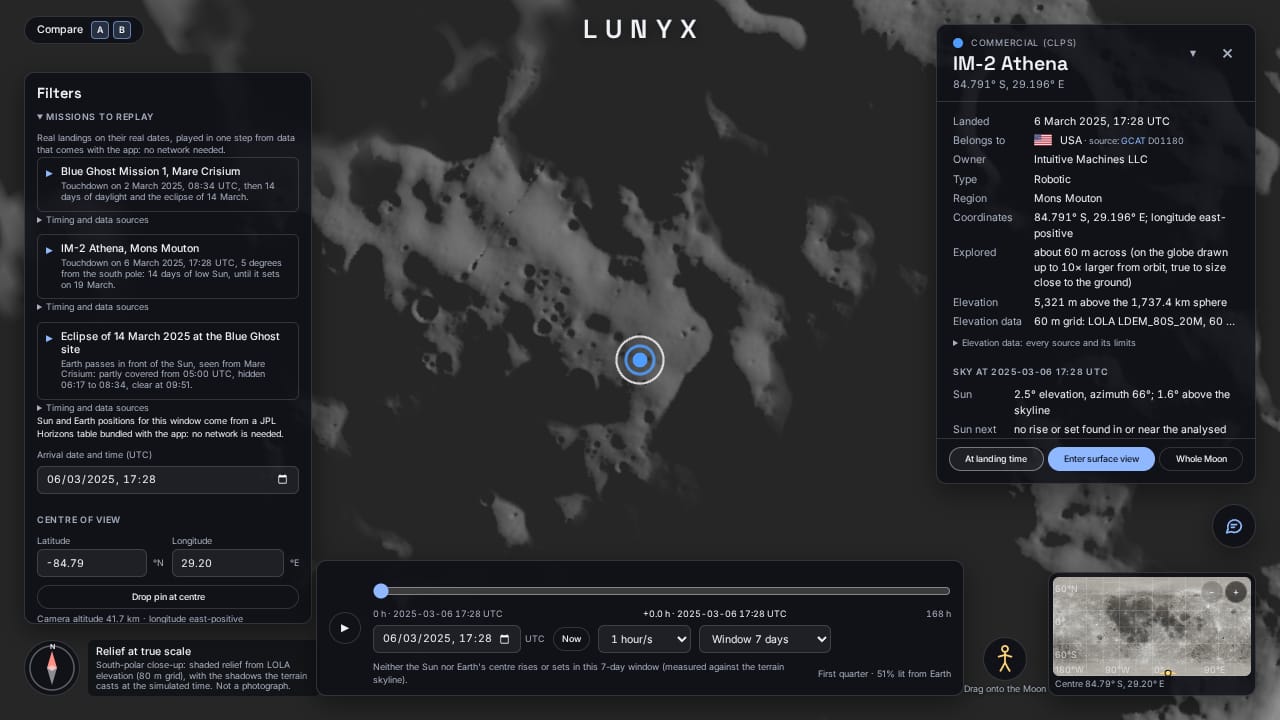 Compare A B
LUNYX
Filters
▼ MISSIONS TO REPLAY
Real landings on their real dates, played in one step from data
that comes with the app: no network needed.
▶ Blue Ghost Mission 1, Mare Crisium
Touchdown on 2 March 2025, 08:34 UTC, then 14
days of daylight and the eclipse of 14 March.
▶ Timing and data sources
▶ IM-2 Athena, Mons Mouton
Touchdown on 6 March 2025, 17:28 UTC, 5 degrees
from the south pole: 14 days of low Sun, until it sets
on 19 March.
▶ Timing and data sources
▶ Eclipse of 14 March 2025 at the Blue Ghost
site
Earth passes in front of the Sun, seen from Mare
Crisium: partly covered from 05:00 UTC, hidden
06:17 to 08:34, clear at 09:51.
▶ Timing and data sources
Sun and Earth positions for this window come from a JPL
Horizons table bundled with the app: no network is needed.
Arrival date and time (UTC)
06/03/2025, 17:28
CENTRE OF VIEW
Latitude Longitude
-84.79 °N 29.20 °E
Drop pin at centre
Camera altitude 41.7 km · longitude east-positive
N
Relief at true scale
South-polar close-up: shaded relief from LOLA
elevation (80 m grid), with the shadows the terrain
casts at the simulated time. Not a photograph.
0 h · 2025-03-06 17:28 UTC +0.0 h · 2025-03-06 17:28 UTC 168 h
▶ 06/03/2025, 17:28 UTC Now 1 hour/s Window 7 days
Neither the Sun nor Earth's centre rises or sets in this 7-day window (measured against the terrain
skyline).
First quarter · 51% lit from Earth
COMMERCIAL (CLPS)
IM-2 Athena ▼ ✕
84.791° S, 29.196° E
Landed 6 March 2025, 17:28 UTC
Belongs to USA · source: GCAT D01180
Owner Intuitive Machines LLC
Type Robotic
Region Mons Mouton
Coordinates 84.791° S, 29.196° E; longitude east-
positive
Explored about 60 m across (on the globe drawn
up to 10× larger from orbit, true to size
close to the ground)
Elevation 5,321 m above the 1,737.4 km sphere
Elevation data 60 m grid: LOLA LDEM_80S_20M, 60 ...
▶ Elevation data: every source and its limits
SKY AT 2025-03-06 17:28 UTC
Sun 2.5° elevation, azimuth 66°; 1.6° above the
skyline
Sun next no rise or set found in or near the analysed
At landing time Enter surface view Whole Moon
Drag onto the Moon
60°N − +
0°
60°S
180°W 90°W 0° 90°E
Centre 84.79° S, 29.20° E